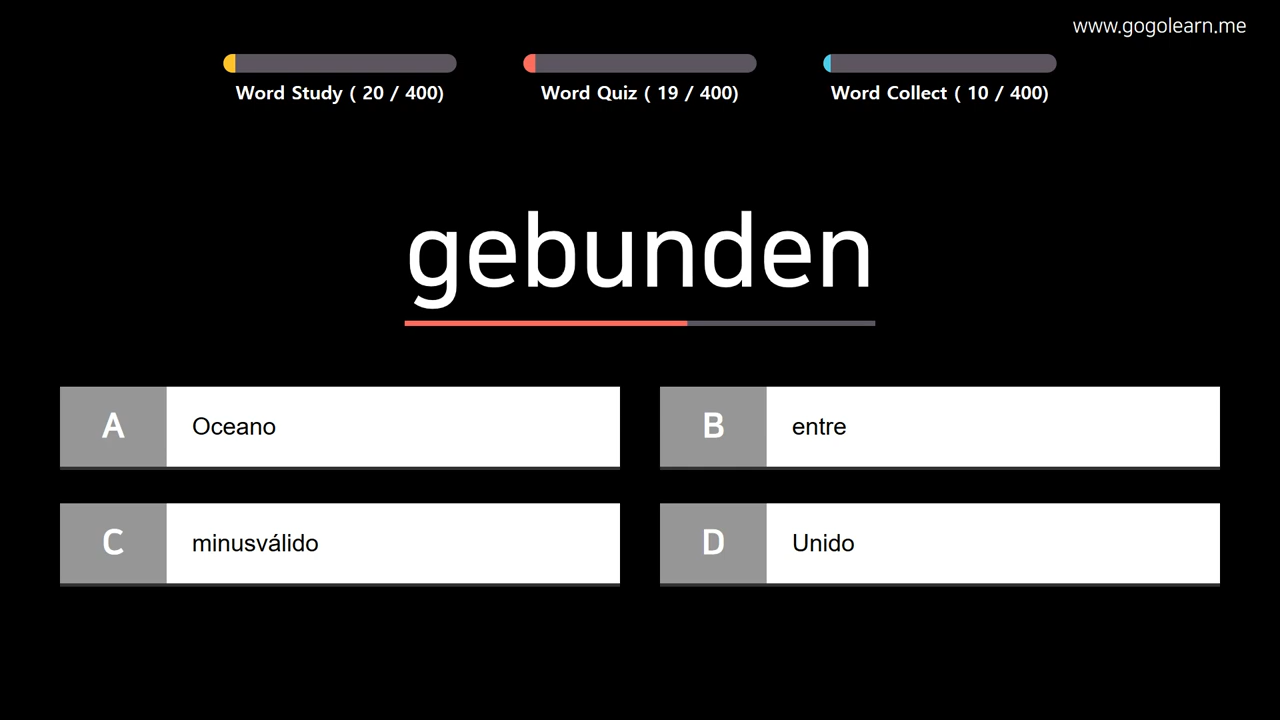 www.gogolearn.me
Word Study ( 20 / 400)
Word Quiz ( 19 / 400)
Word Collect ( 10 / 400)
gebunden
A
Oceano
B
entre
C
minusválido
D
Unido